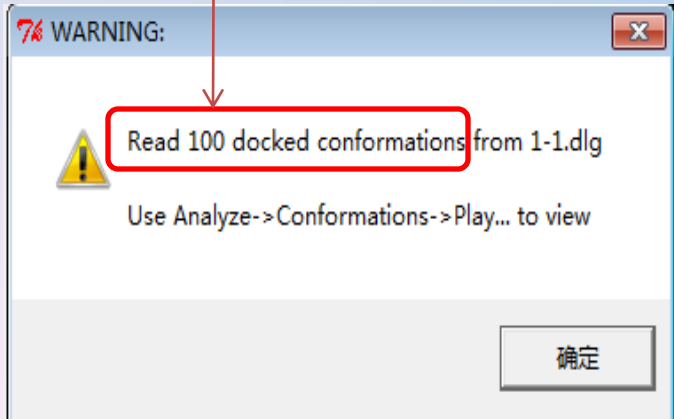 WARNING:
Read 100 docked conformations from 1-1.dlg
Use Analyze->Conformations->Play... to view
确定